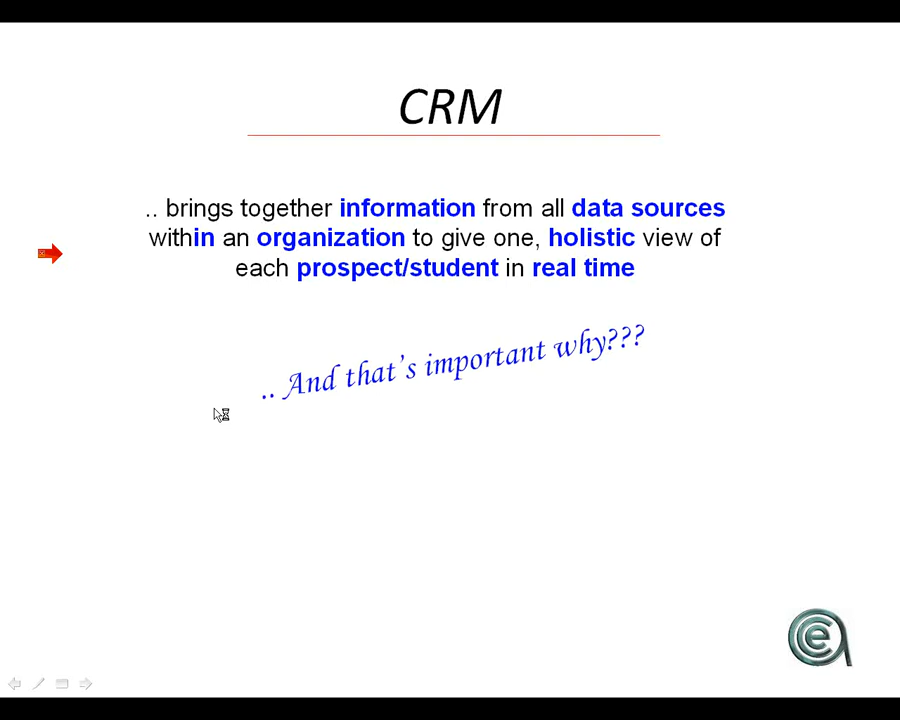 CRM
.. brings together information from all data sources
within an organization to give one, holistic view of
each prospect/student in real time
.. And that's important why???